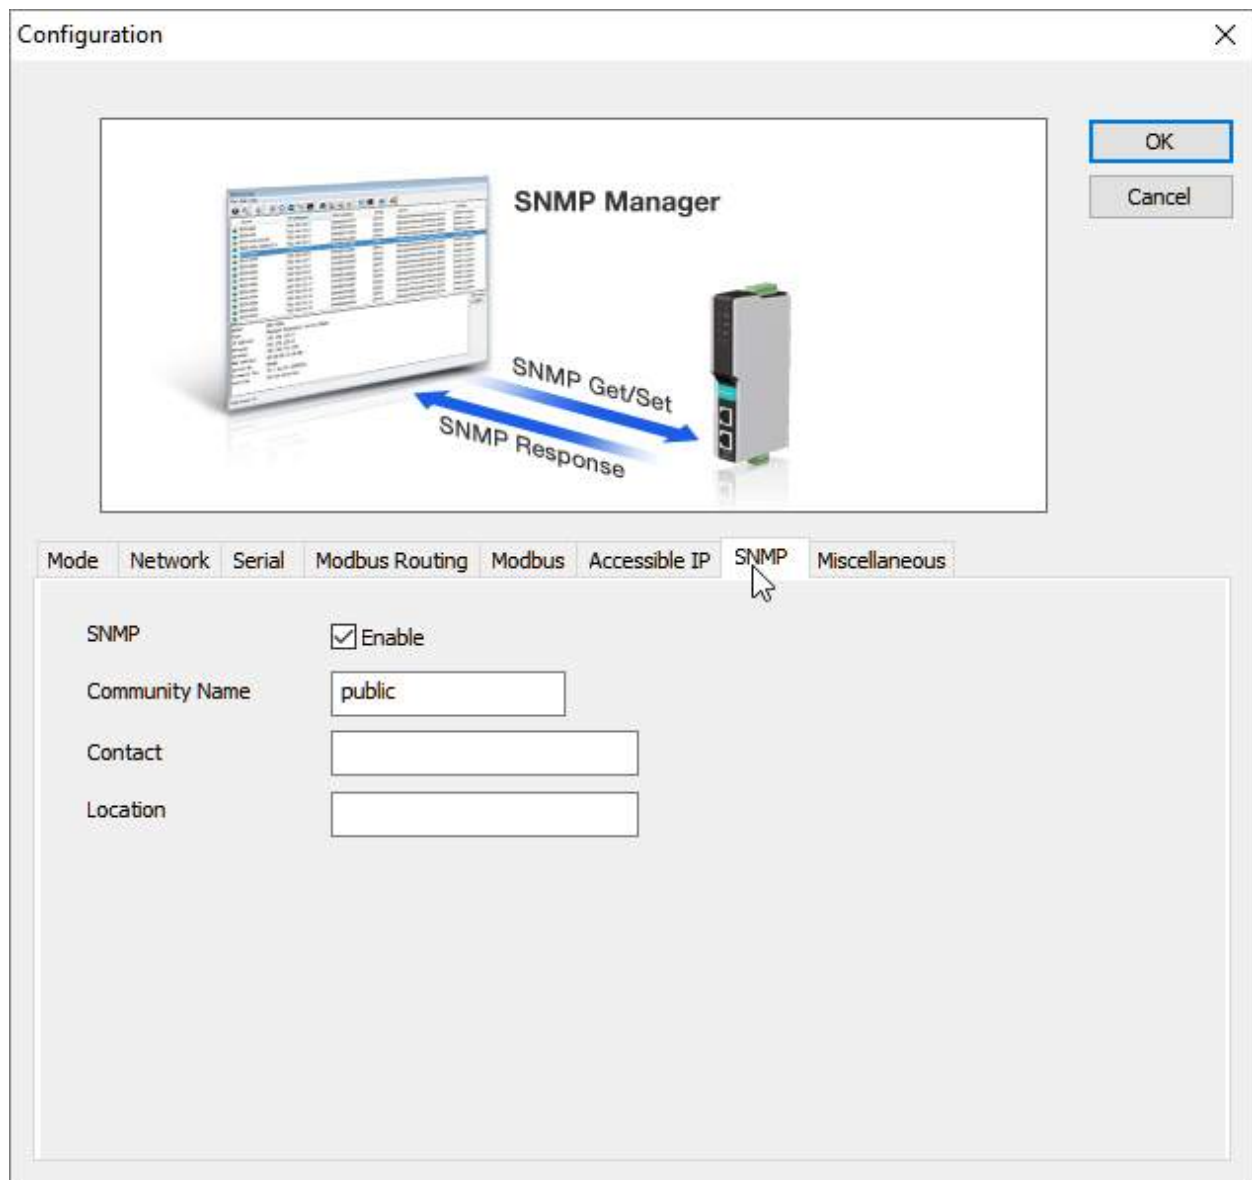 Configuration
OK
Cancel
SNMP Manager
SNMP Get/Set
SNMP Response
Mode
Network
Serial
Modbus Routing
Modbus
Accessible IP
SNMP
Miscellaneous
SNMP
Enable
Community Name
public
Contact
Location